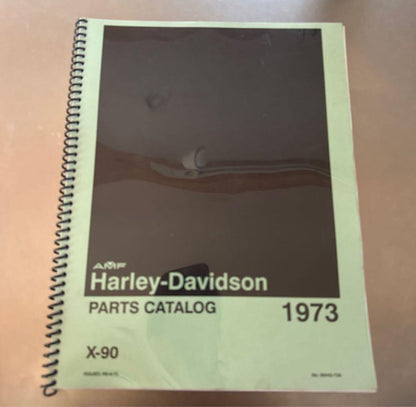 AMF
Harley-Davidson
PARTS CATALOG 1973
X-90